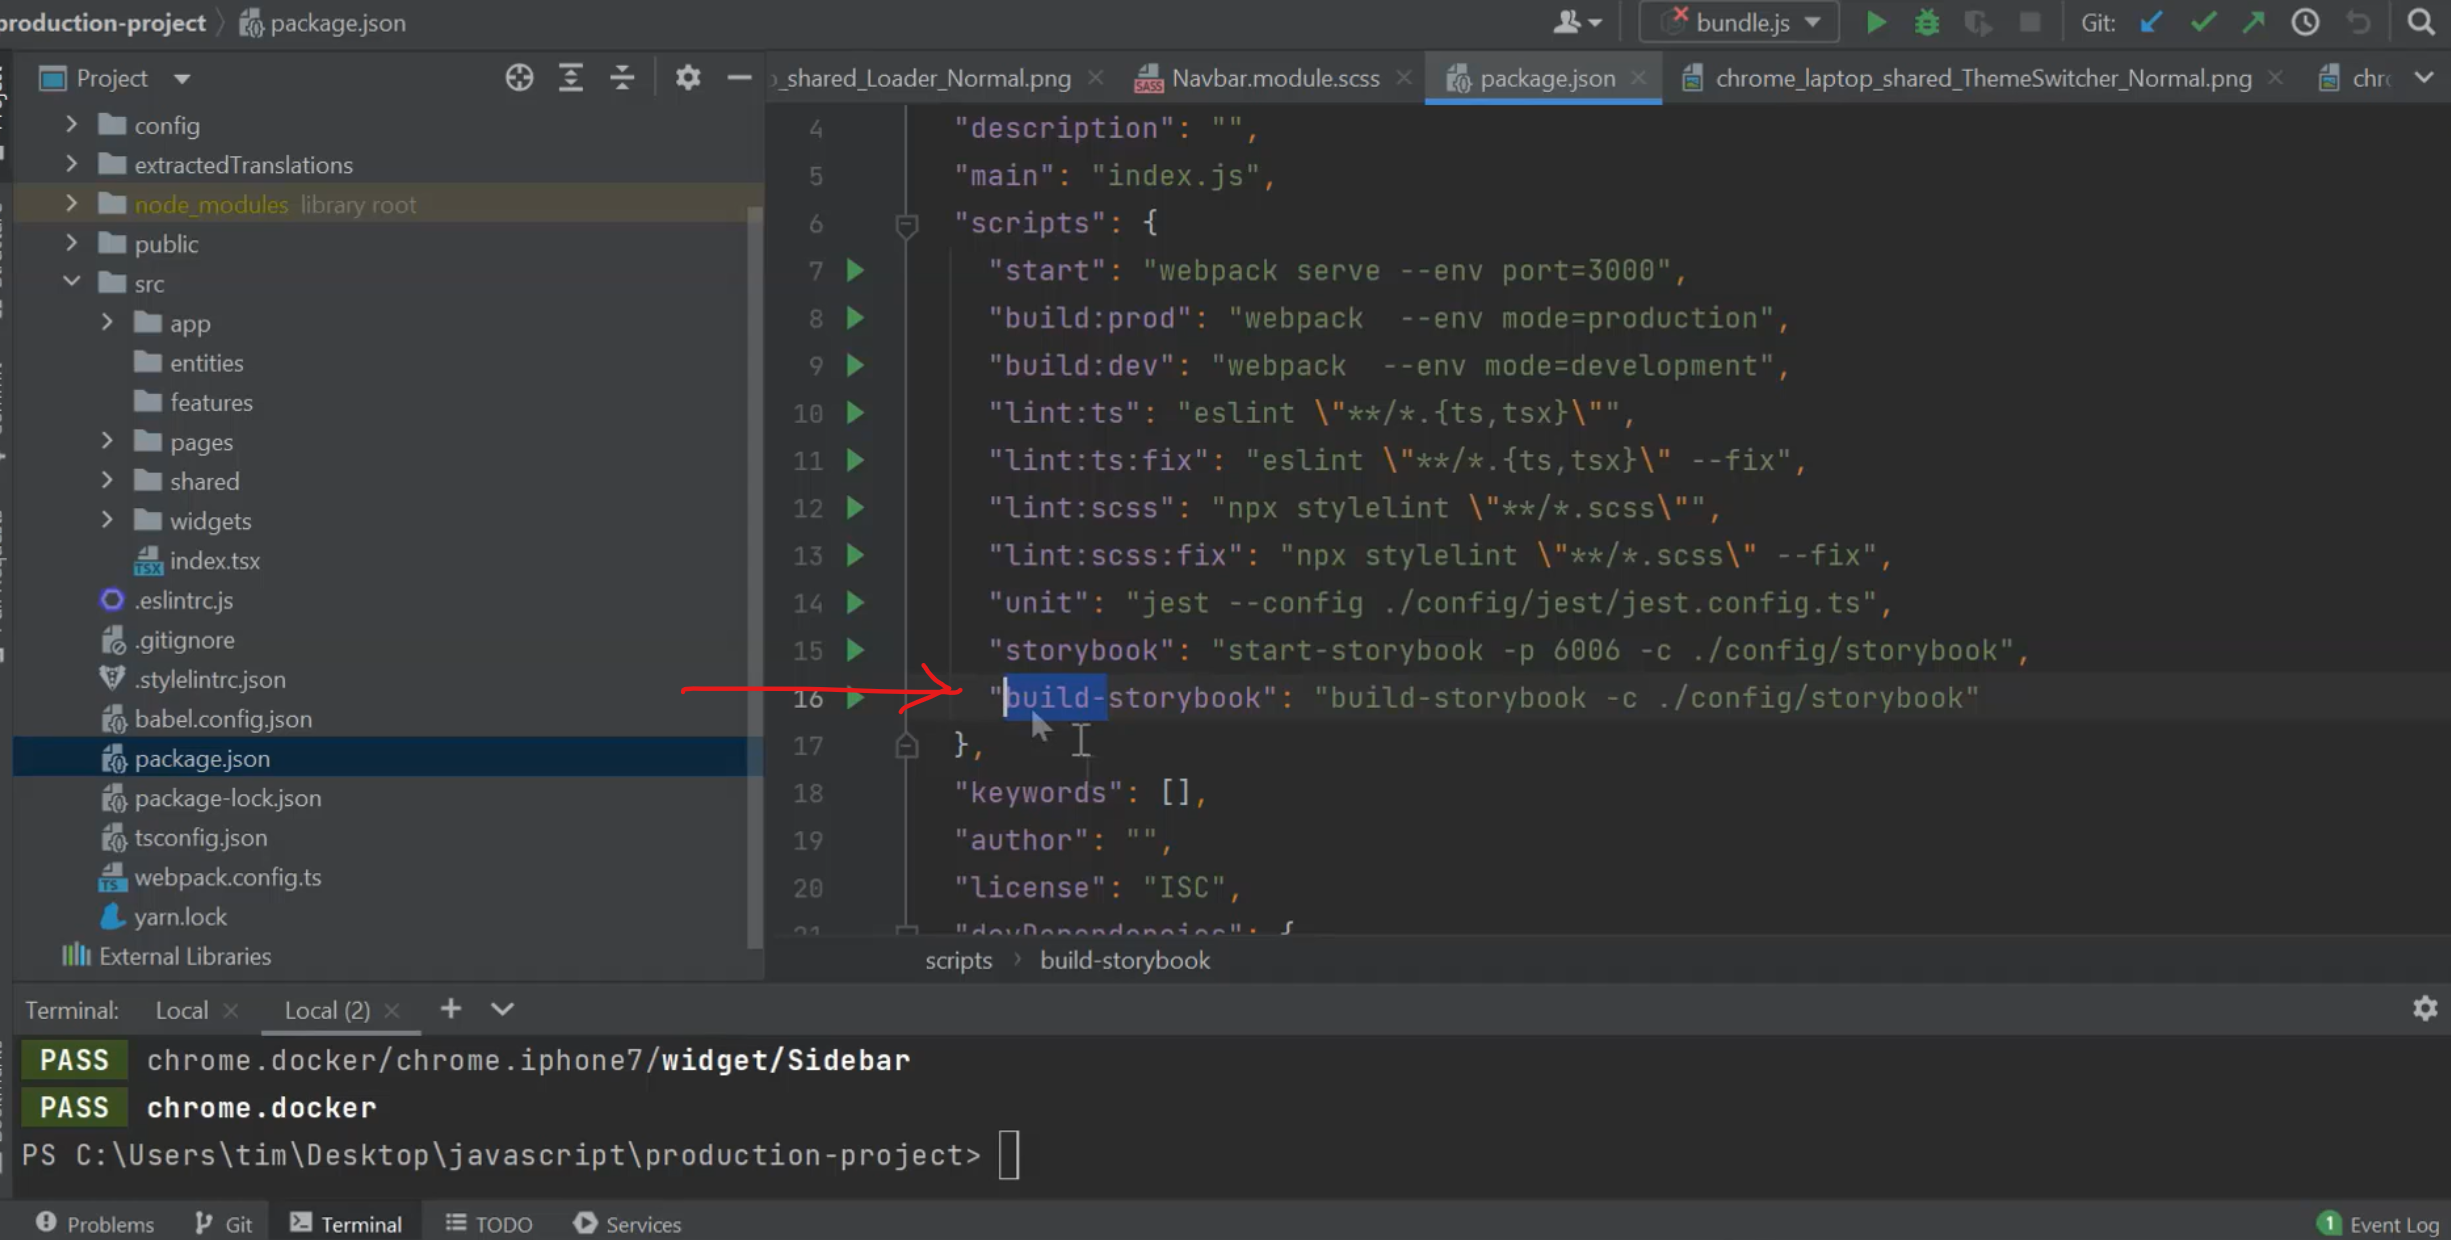 production-project package.json
bundle.js Git:
Project
_shared_Loader_Normal.png Navbar.module.scss package.json chrome_laptop_shared_ThemeSwitcher_Normal.png chr
config
extractedTranslations
node_modules library root
public
src
app
entities
features
pages
shared
widgets
index.tsx
.eslintrc.js
.gitignore
.stylelintrc.json
babel.config.json
package.json
package-lock.json
tsconfig.json
webpack.config.ts
yarn.lock
External Libraries
4 "description": "",
5 "main": "index.js",
6 "scripts": {
7 "start": "webpack serve --env port=3000",
8 "build:prod": "webpack  --env mode=production",
9 "build:dev": "webpack  --env mode=development",
10 "lint:ts": "eslint \"**/*.{ts,tsx}\"",
11 "lint:ts:fix": "eslint \"**/*.{ts,tsx}\" --fix",
12 "lint:scss": "npx stylelint \"**/*.scss\"",
13 "lint:scss:fix": "npx stylelint \"**/*.scss\" --fix",
14 "unit": "jest --config ./config/jest/jest.config.ts",
15 "storybook": "start-storybook -p 6006 -c ./config/storybook",
16 "build-storybook": "build-storybook -c ./config/storybook"
17 },
18 "keywords": [],
19 "author": "",
20 "license": "ISC",
21 "devDependencies": {
scripts build-storybook
Terminal: Local Local (2)
PASS chrome.docker/chrome.iphone7/widget/Sidebar
PASS chrome.docker
PS C:\Users\tim\Desktop\javascript\production-project>
Problems Git Terminal TODO Services 1 Event Log